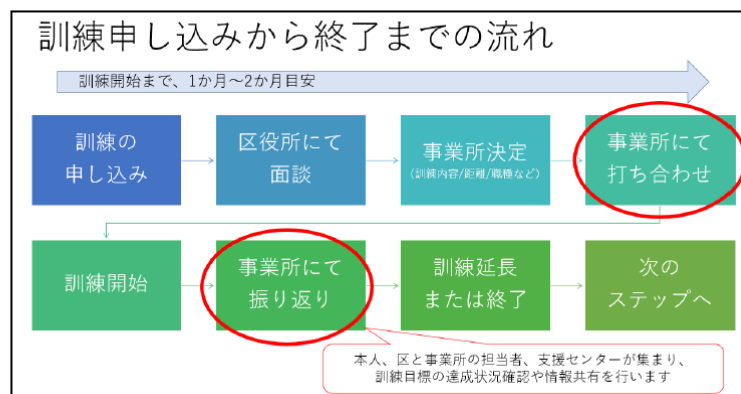 訓練申し込みから終了までの流れ
訓練開始まで、1か月～2か月目安
訓練の
申し込み
区役所にて
面談
事業所決定
（訓練内容/距離/職種など）
事業所にて
打ち合わせ
訓練開始
事業所にて
振り返り
訓練延長
または終了
次の
ステップへ
本人、区と事業所の担当者、支援センターが集まり、
訓練目標の達成状況確認や情報共有を行います